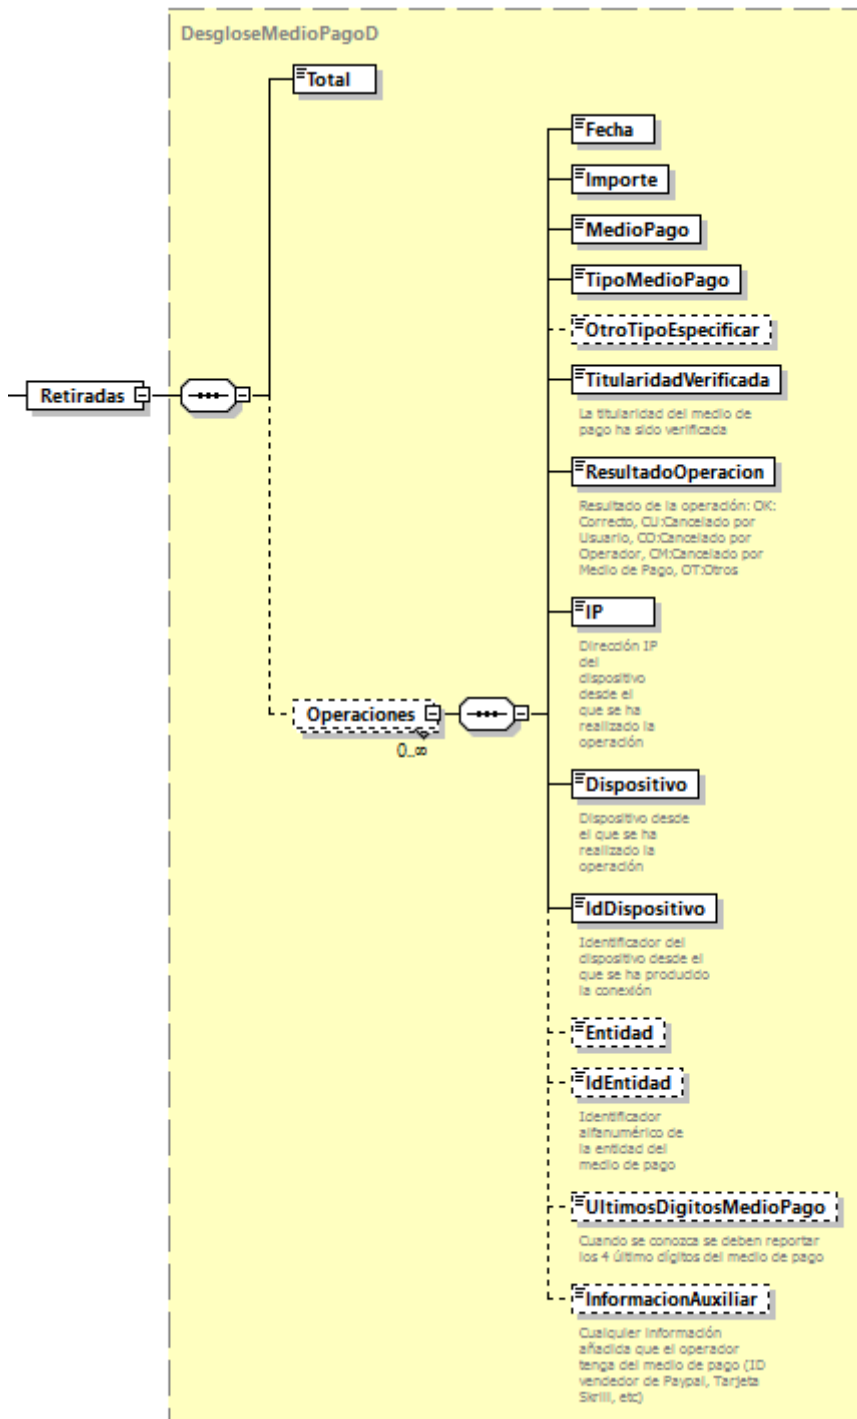 DesgloseMedioPagoD
Total
Fecha
Importe
MedioPago
TipoMedioPago
OtroTipoEspecificar
TitularidadVerificada
La titularidad del medio de
pago ha sido verificada
Retiradas
ResultadoOperacion
Resultado de la operación: OK:
Correcto, CU:Cancelado por
Usuario, CO:Cancelado por
Operador, CM:Cancelado por
Medio de Pago, OT:Otros
IP
Dirección IP
del
dispositivo
desde el
que se ha
realizado la
operación
Operaciones
0..∞
Dispositivo
Dispositivo desde
el que se ha
realizado la
operación
IdDispositivo
Identificador del
dispositivo desde el
que se ha producido
la conexión
Entidad
IdEntidad
Identificador
alfanumérico de
la entidad del
medio de pago
UltimosDigitosMedioPago
Cuando se conozca se deben reportar
los 4 último dígitos del medio de pago
InformacionAuxiliar
Cualquier información
añadida que el operador
tenga del medio de pago (ID
vendedor de Paypal, Tarjeta
Skrill, etc)